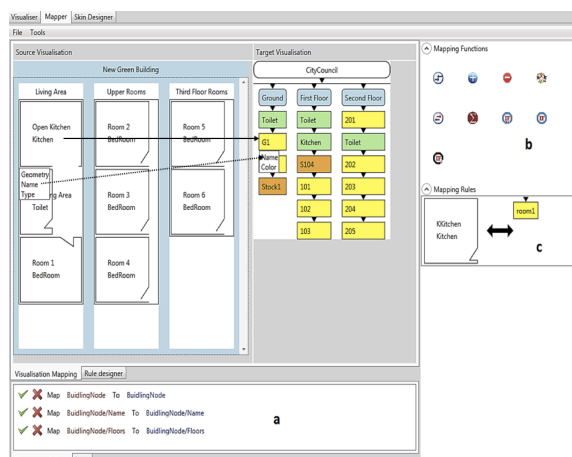 Visualiser Mapper Skin Designer
File Tools
Source Visualisation
New Green Building
Living Area
Upper Rooms
Third Floor Rooms
Open Kitchen
Kitchen
Room 2
BedRoom
Room 5
BedRoom
Geometry
Name
Type
ng Area
Toilet
Room 3
BedRoom
Room 6
BedRoom
Room 1
BedRoom
Room 4
BedRoom
Target Visualisation
CityCouncil
Ground
First Floor
Second Floor
Toilet
Toilet
201
G1
Kitchen
Toilet
Name
Color
S104
202
Stock1
101
203
102
204
103
205
Mapping Functions
b
Mapping Rules
KKitchen
Kitchen
room1
c
Visualisation Mapping Rule designer
Map BuidlingNode To BuidlingNode
Map BuidlingNode/Name To BuidlingNode/Name
Map BuidlingNode/Floors To BuidlingNode/Floors
a